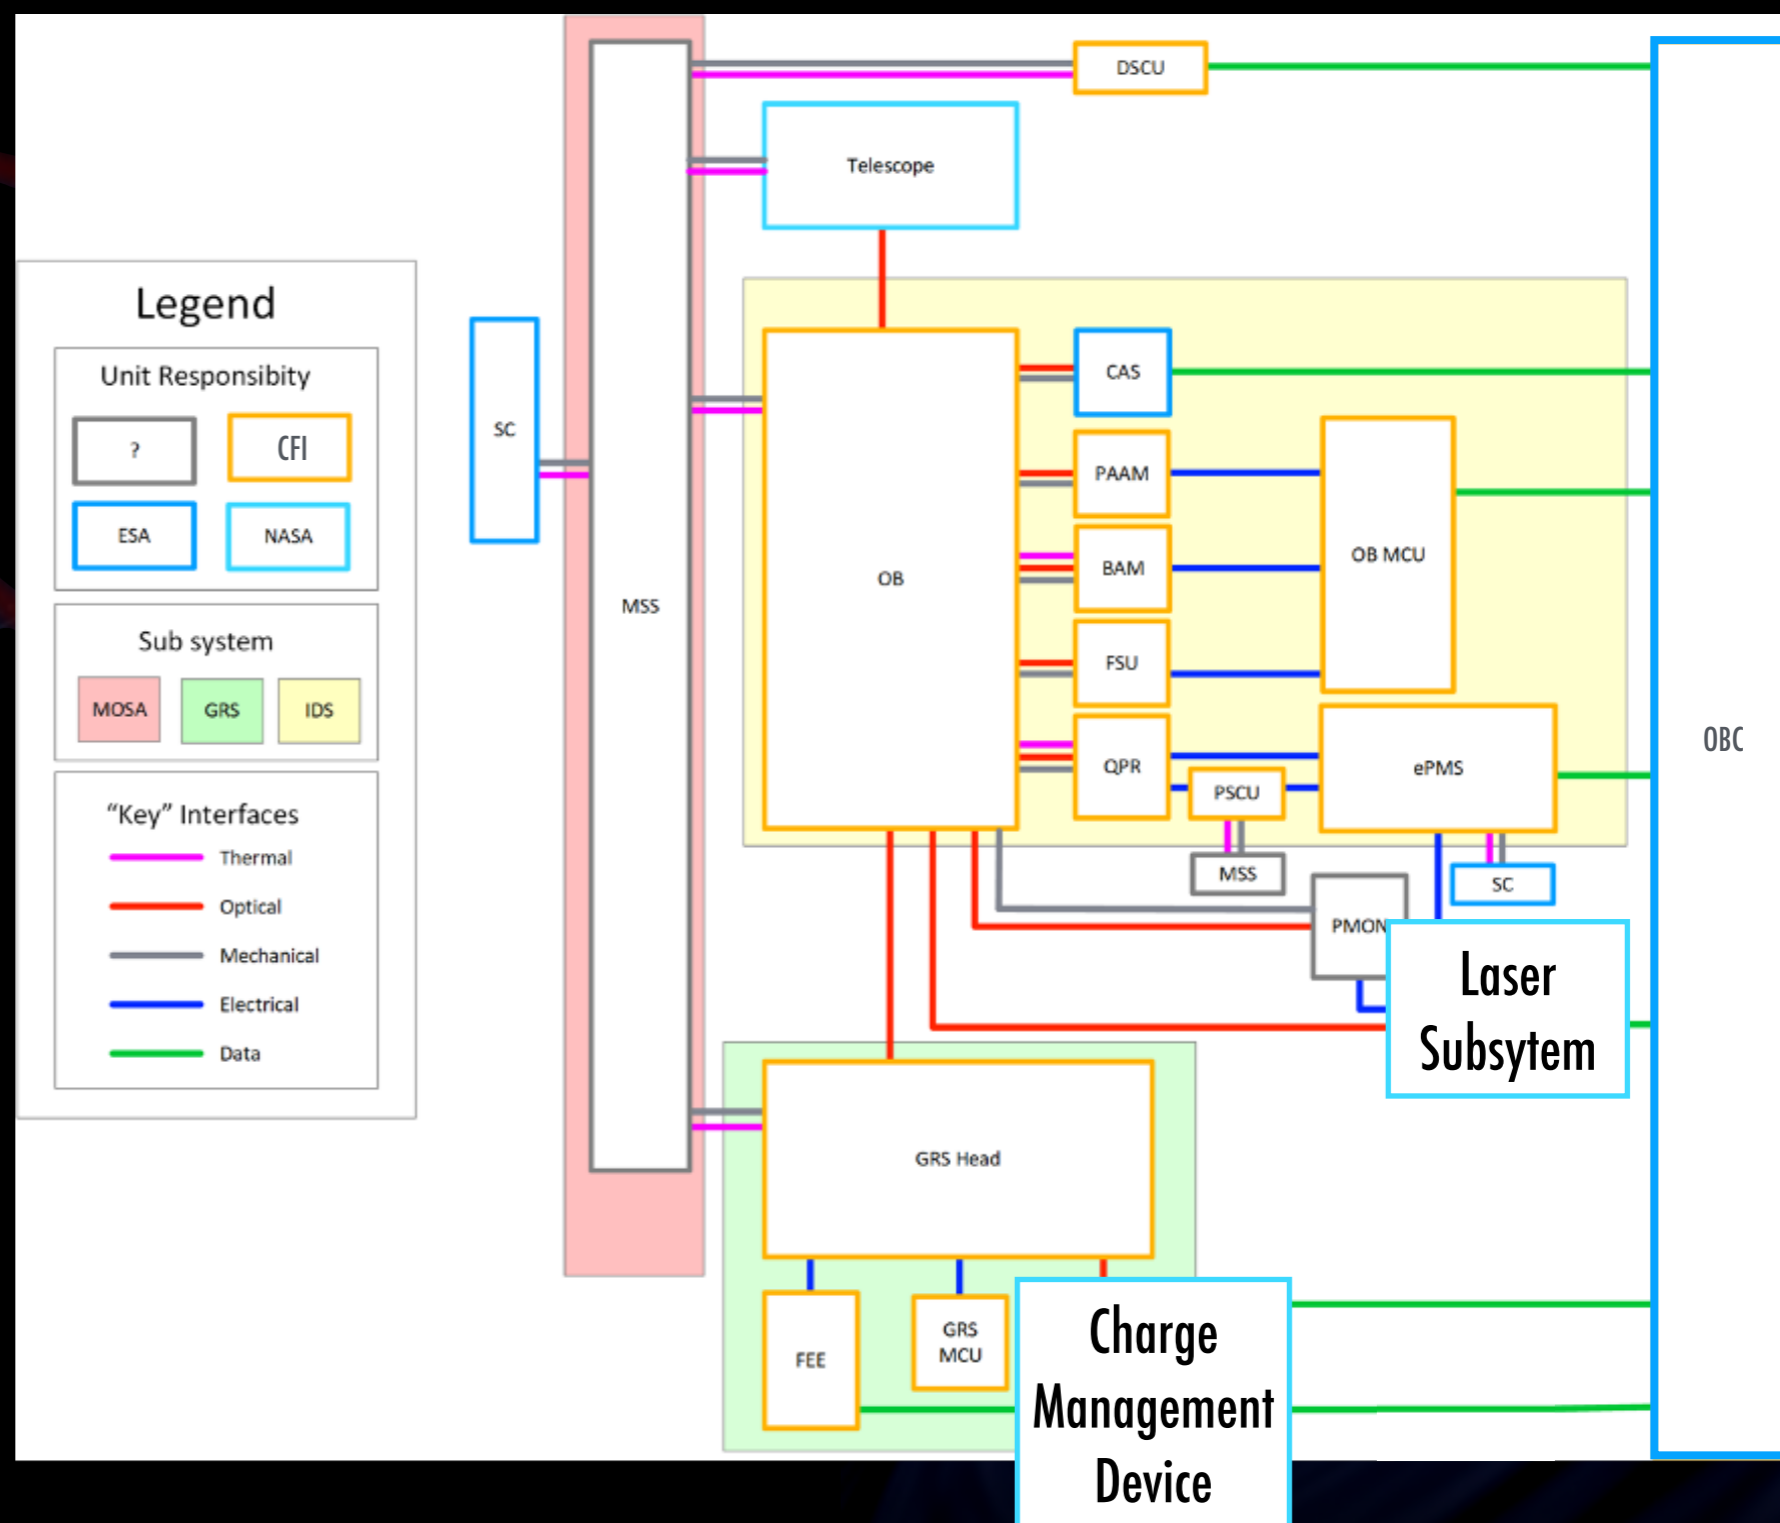 DSCU
Telescope
Legend
Unit Responsibity
?
CFI
ESA
NASA
Sub system
MOSA
GRS
IDS
"Key" Interfaces
Thermal
Optical
Mechanical
Electrical
Data
SC
MSS
OB
CAS
PAAM
BAM
FSU
QPR
OB MCU
ePMS
PSCU
MSS
SC
PMON
Laser
Subsytem
OBC
GRS Head
FEE
GRS
MCU
Charge
Management
Device